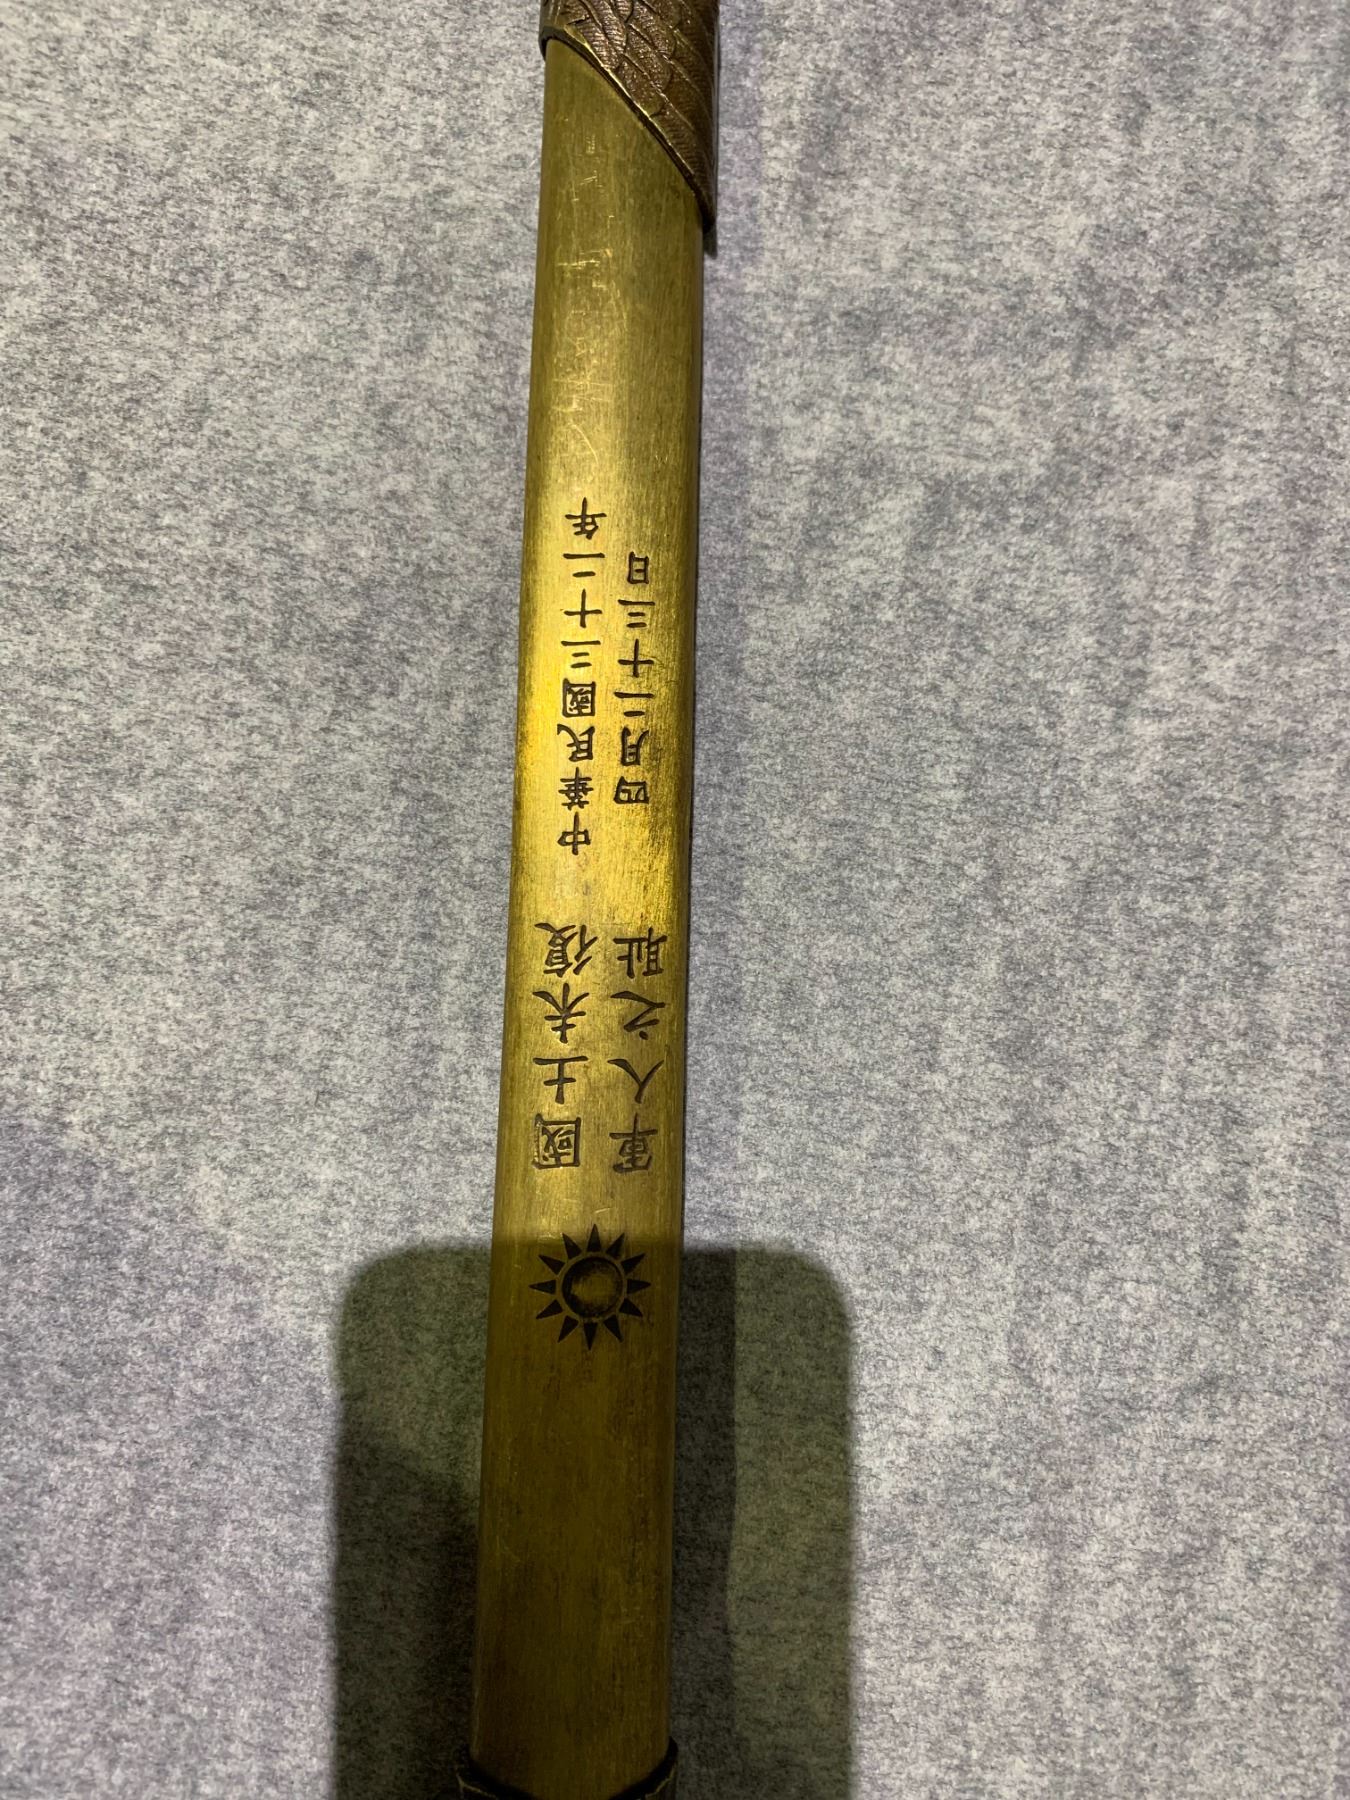 國土未復
軍人之耻
中華民國三十二年
四月二十三日